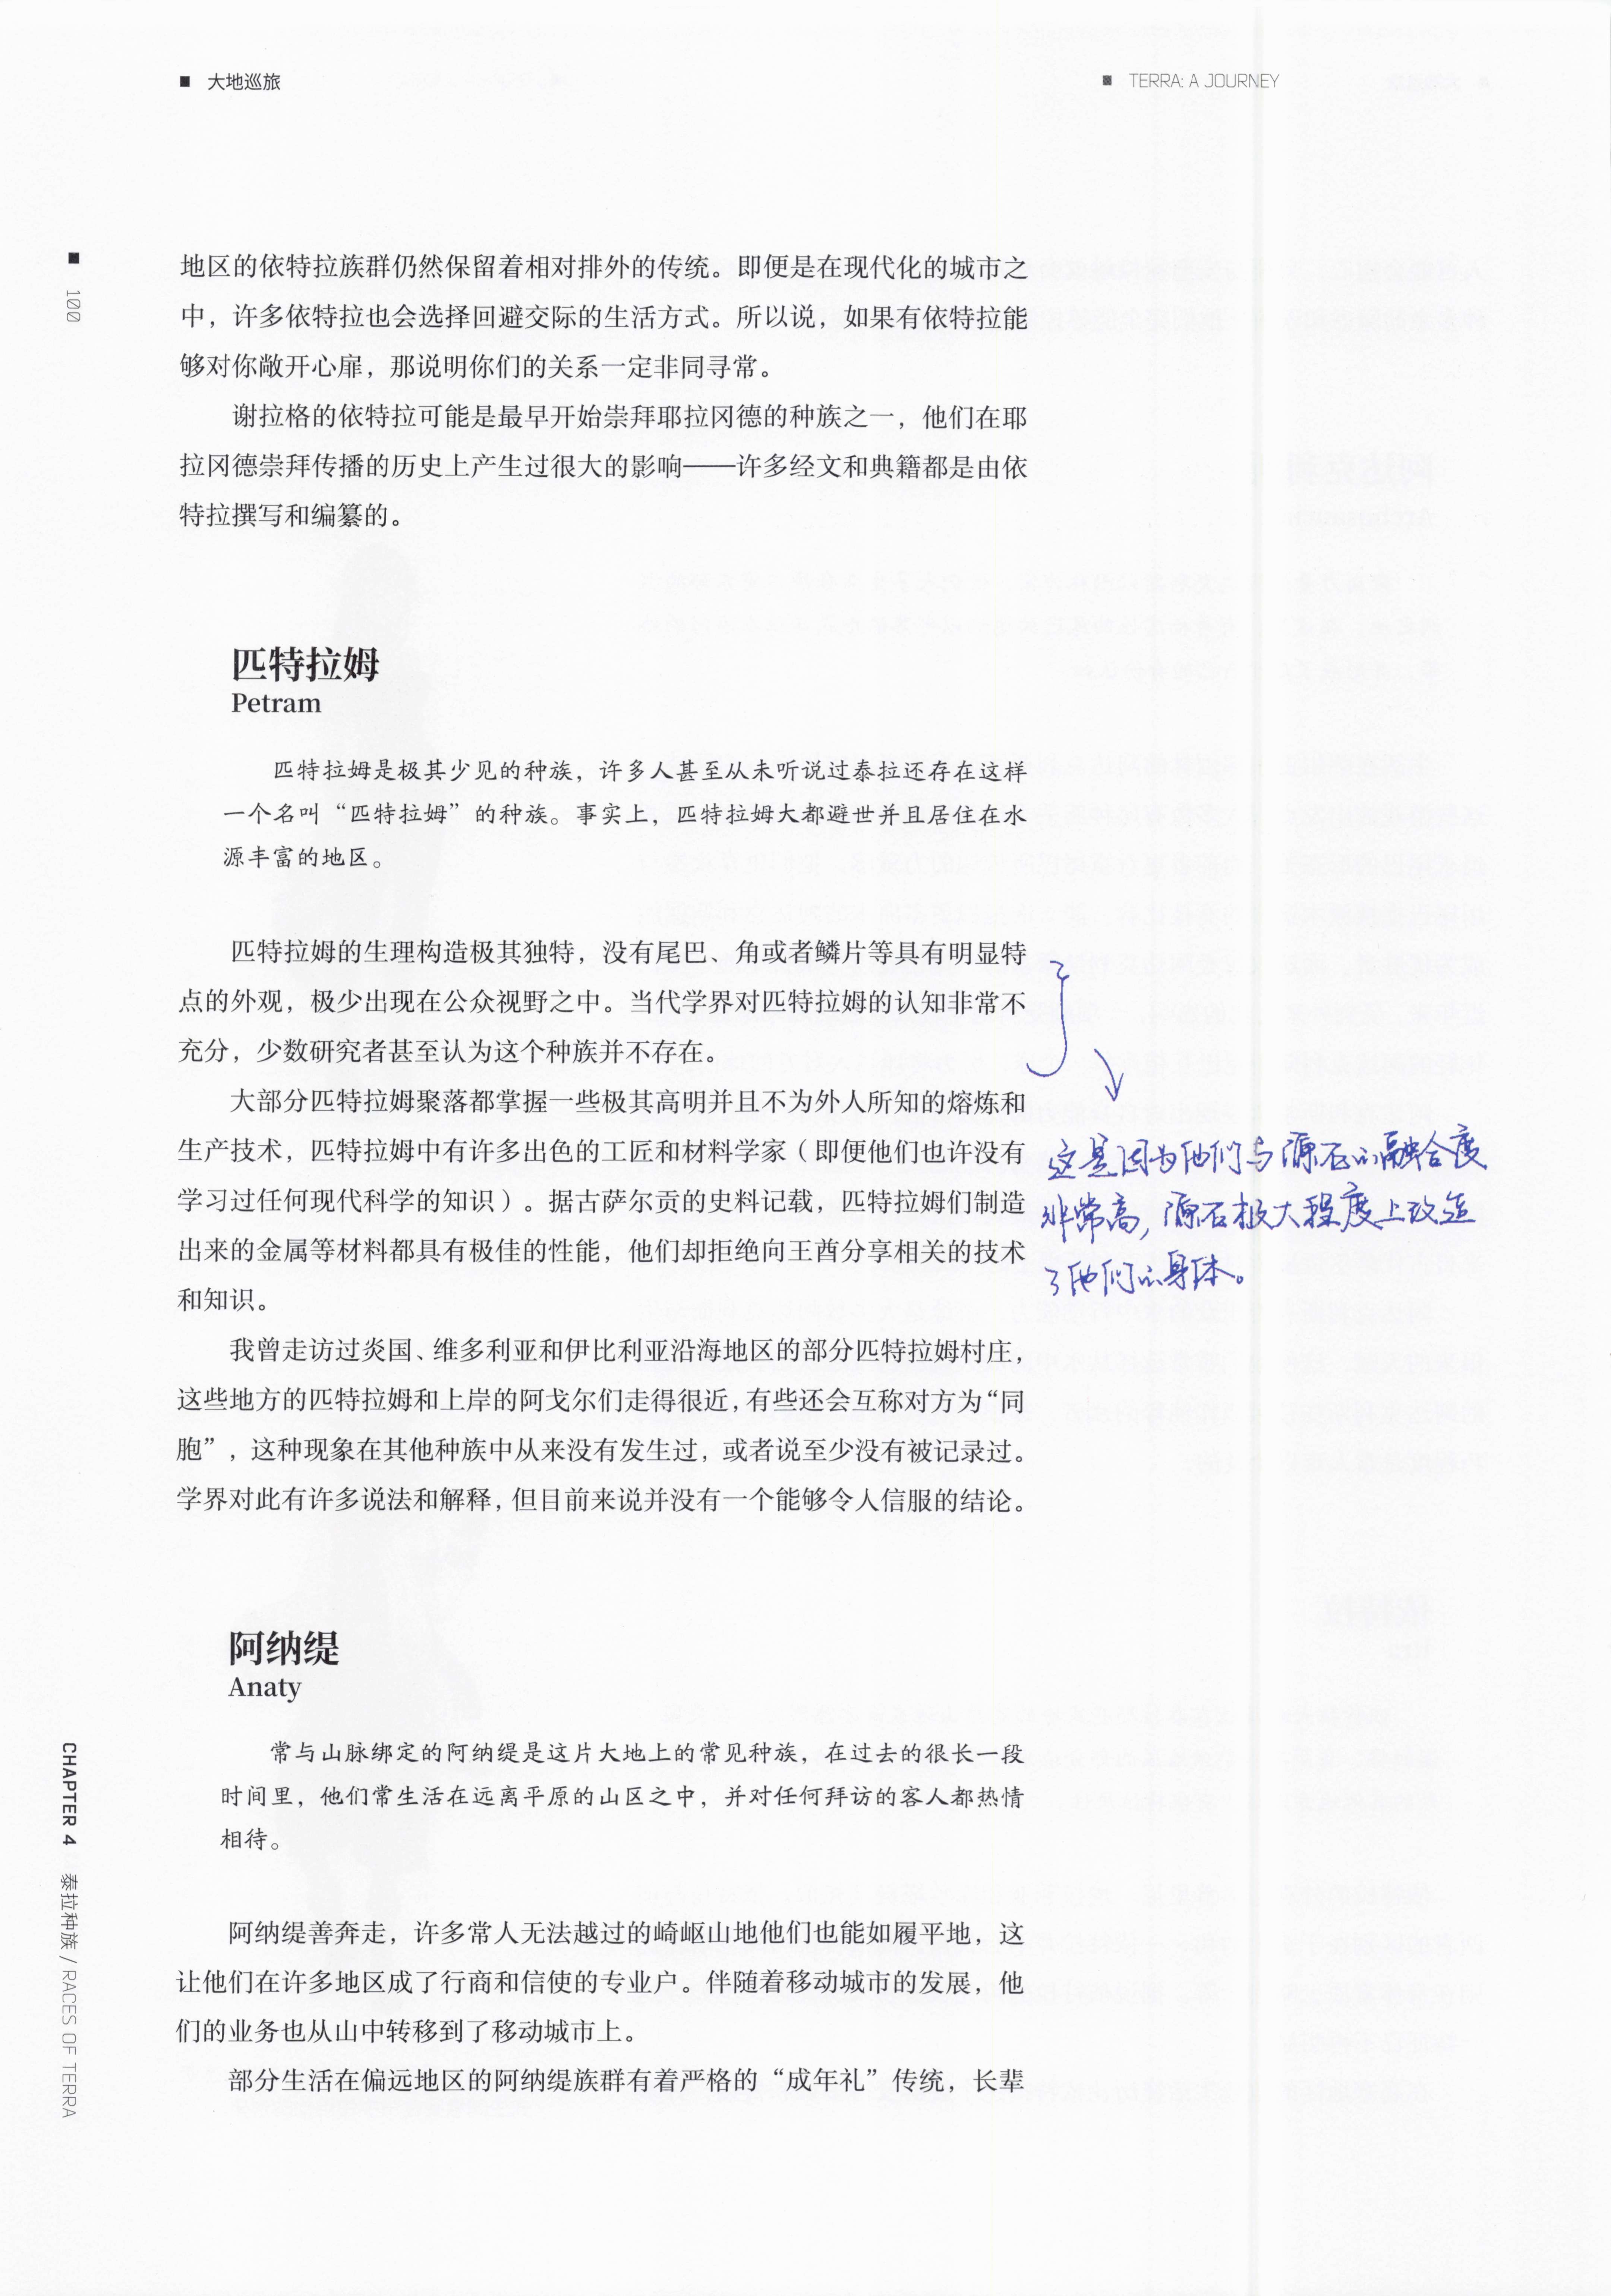 大地巡旅
TERRA: A JOURNEY
100
地区的依特拉族群仍然保留着相对排外的传统。即便是在现代化的城市之
中，许多依特拉也会选择回避交际的生活方式。所以说，如果有依特拉能
够对你敞开心扉，那说明你们的关系一定非同寻常。
谢拉格的依特拉可能是最早开始崇拜耶拉冈德的种族之一，他们在耶
拉冈德崇拜传播的历史上产生过很大的影响——许多经文和典籍都是由依
特拉撰写和编纂的。
匹特拉姆
Petram
匹特拉姆是极其少见的种族，许多人甚至从未听说过泰拉还存在这样
一个名叫“匹特拉姆”的种族。事实上，匹特拉姆大都避世并且居住在水
源丰富的地区。
匹特拉姆的生理构造极其独特，没有尾巴、角或者鳞片等具有明显特
点的外观，极少出现在公众视野之中。当代学界对匹特拉姆的认知非常不
充分，少数研究者甚至认为这个种族并不存在。
大部分匹特拉姆聚落都掌握一些极其高明并且不为外人所知的熔炼和
生产技术，匹特拉姆中有许多出色的工匠和材料学家（即便他们也许没有
学习过任何现代科学的知识）。据古萨尔贡的史料记载，匹特拉姆们制造
出来的金属等材料都具有极佳的性能，他们却拒绝向王酋分享相关的技术
和知识。
这是因为他们与源石的融合度
非常高，源石极大程度上改造
了他们的身体。
我曾走访过炎国、维多利亚和伊比利亚沿海地区的部分匹特拉姆村庄，
这些地方的匹特拉姆和上岸的阿戈尔们走得很近，有些还会互称对方为“同
胞”，这种现象在其他种族中从来没有发生过，或者说至少没有被记录过。
学界对此有许多说法和解释，但目前来说并没有一个能够令人信服的结论。
阿纳缇
Anaty
常与山脉绑定的阿纳缇是这片大地上的常见种族，在过去的很长一段
时间里，他们常生活在远离平原的山区之中，并对任何拜访的客人都热情
相待。
阿纳缇善奔走，许多常人无法越过的崎岖山地他们也能如履平地，这
让他们在许多地区成了行商和信使的专业户。伴随着移动城市的发展，他
们的业务也从山中转移到了移动城市上。
部分生活在偏远地区的阿纳缇族群有着严格的“成年礼”传统，长辈
CHAPTER 4 泰拉种族 / RACES OF TERRA